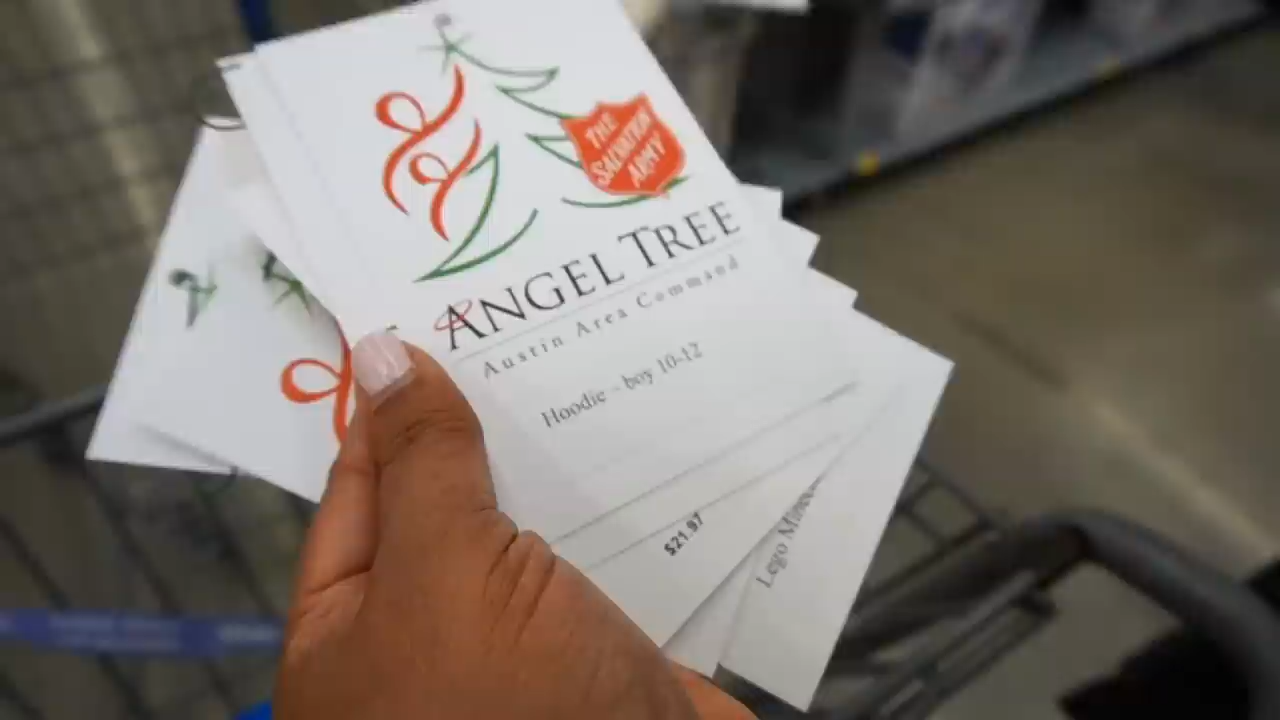 THE
SALVATION
ARMY
ANGEL TREE
Austin Area Command
Hoodie - boy 10-12
$21.97
Lego